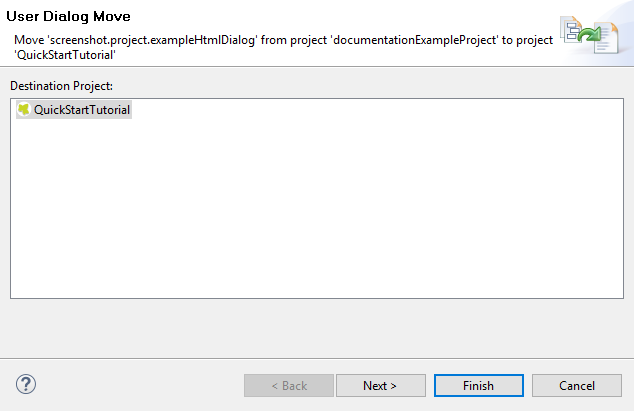 User Dialog Move
Move 'screenshot.project.exampleHtmlDialog' from project 'documentationExampleProject' to project
'QuickStartTutorial'
Destination Project:
QuickStartTutorial
?
< Back
Next >
Finish
Cancel